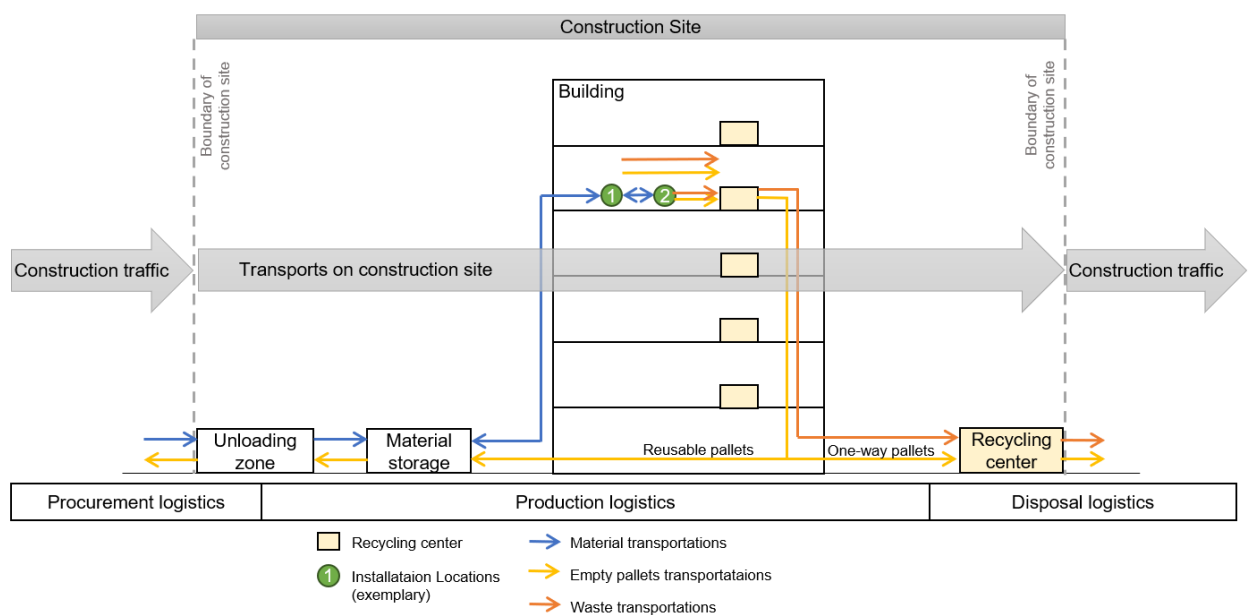 Construction Site
Boundary of
construction site
Boundary of
construction site
Building
1
2
Construction traffic
Transports on construction site
Construction traffic
Unloading
zone
Material
storage
Reusable pallets
One-way pallets
Recycling
center
Procurement logistics
Production logistics
Disposal logistics
Recycling center
Material transportations
1
Installataion Locations
(exemplary)
Empty pallets transportataions
Waste transportations